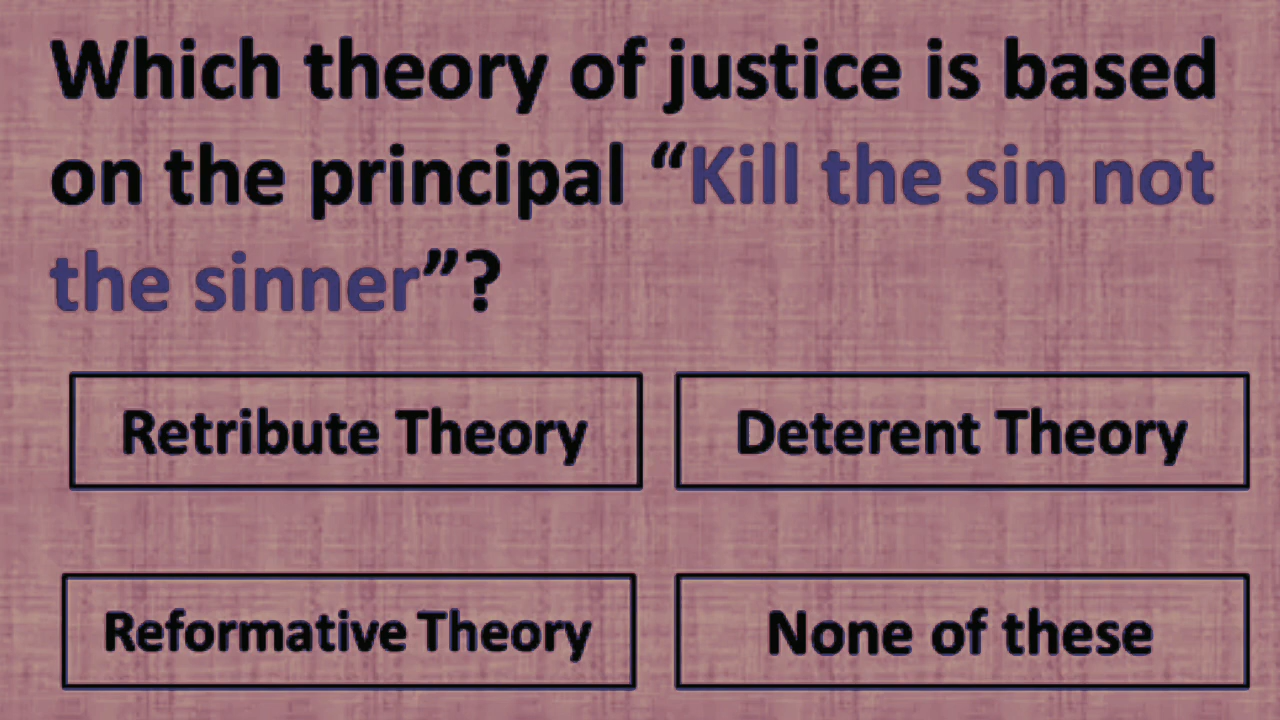 Which theory of justice is based
on the principal “Kill the sin not
the sinner”?
Retribute Theory
Deterent Theory
Reformative Theory
None of these